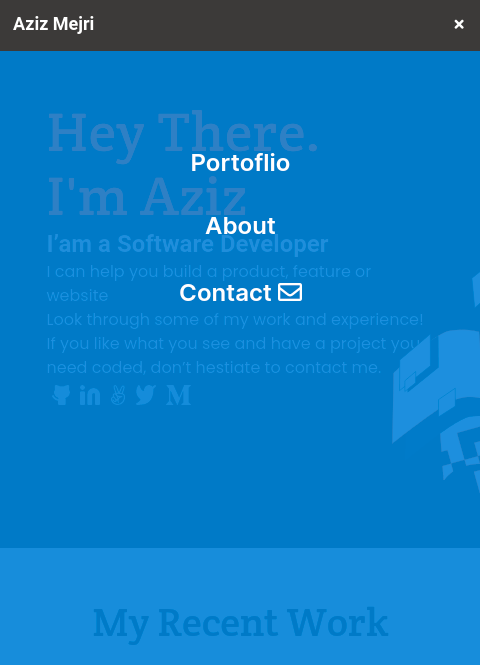 Aziz Mejri ×
Hey There.
Portoflio
I'm Aziz
About
I’am a Software Developer
I can help you build a product, feature or
website
Contact
Look through some of my work and experience!
If you like what you see and have a project you
need coded, don’t hestiate to contact me.
My Recent Work